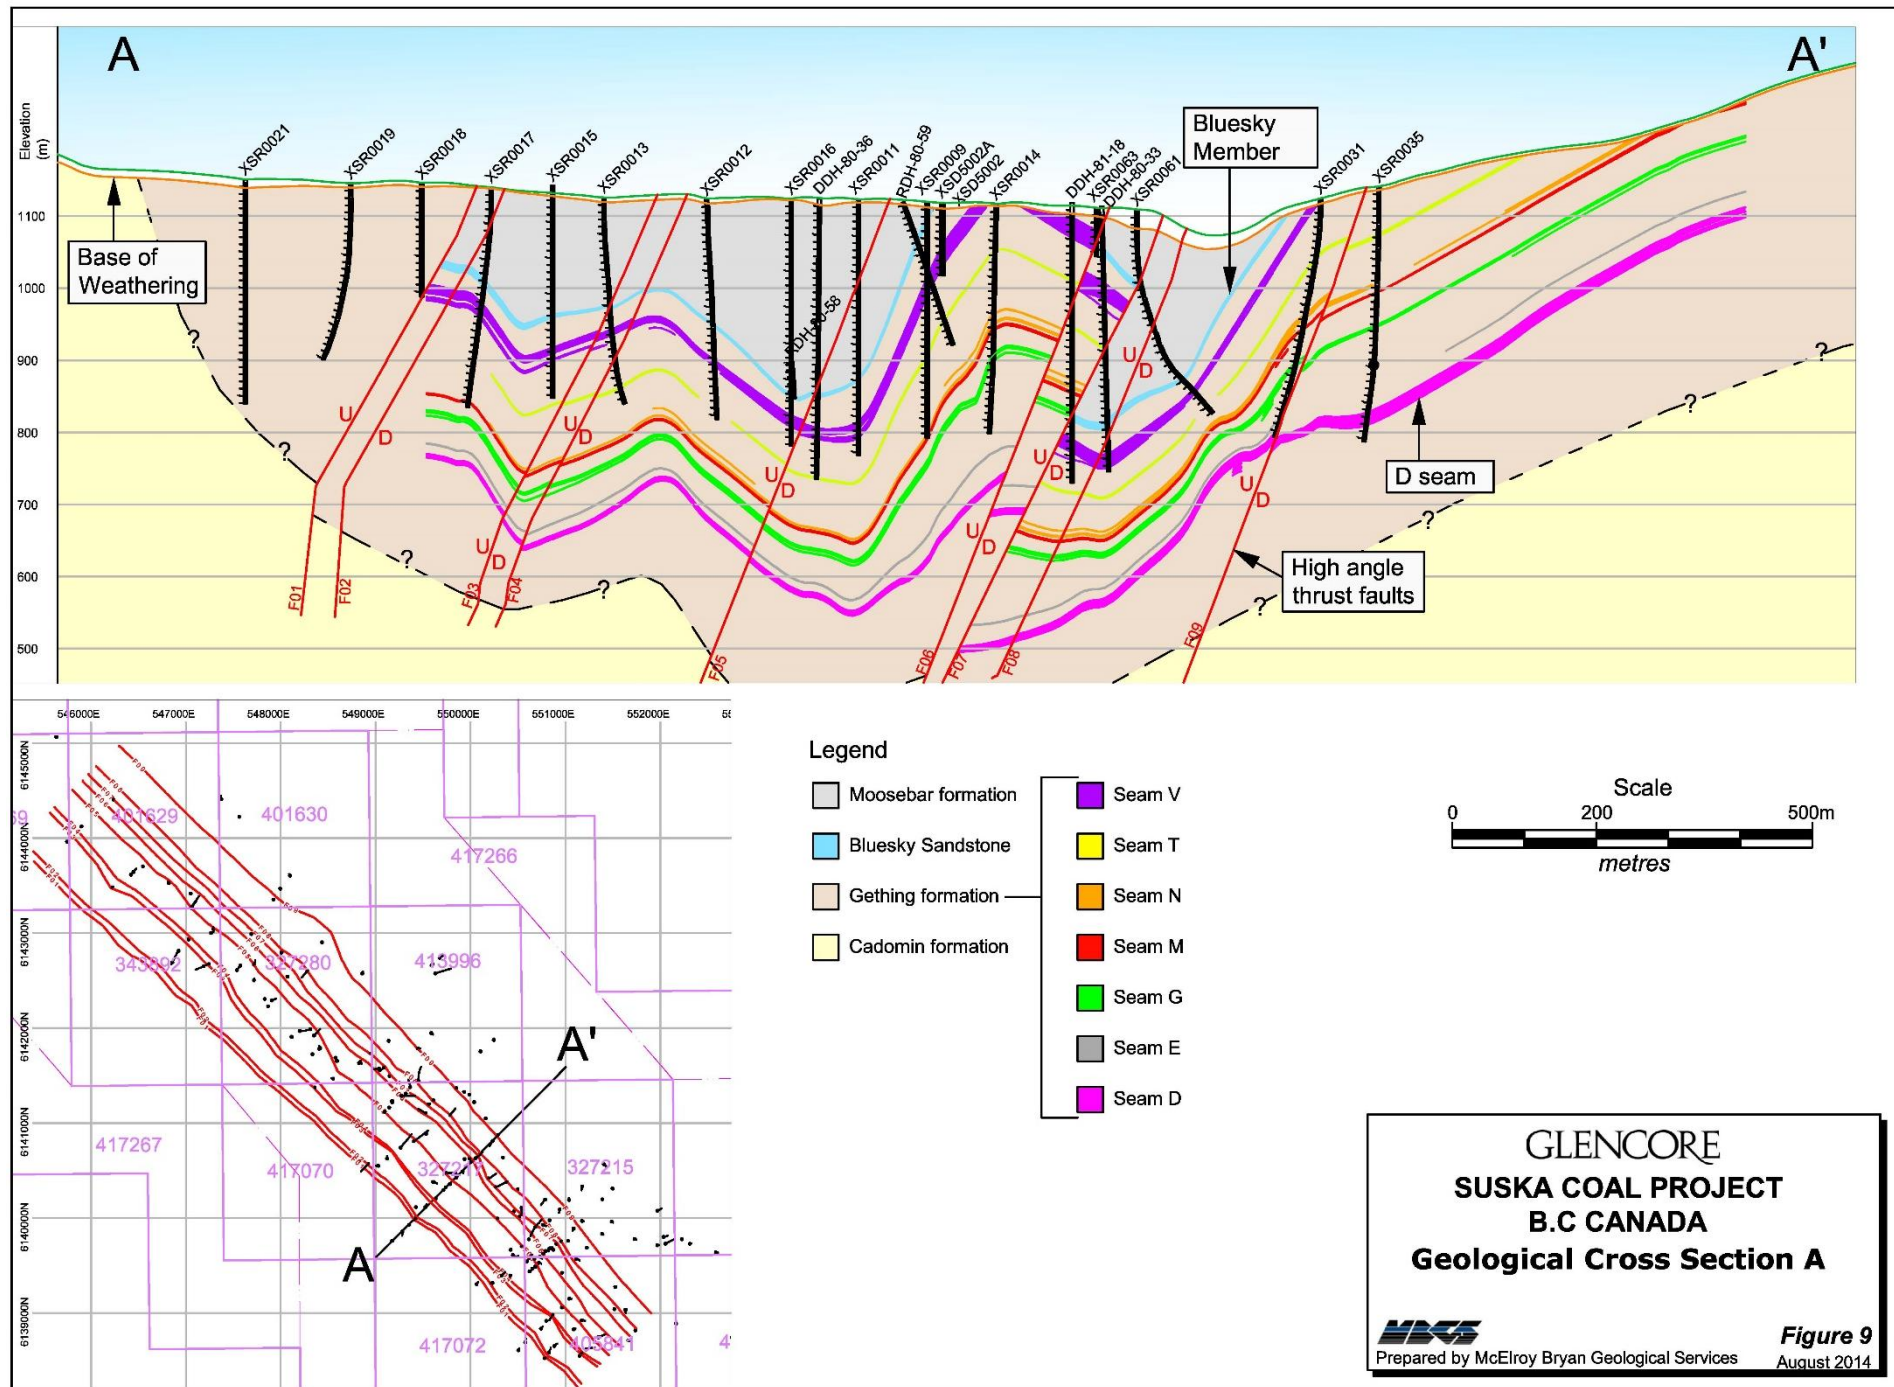 A
A'
Elevation
(m)
1100
1000
900
800
700
600
500
XSR0021
XSR0019
XSR0018
XSR0017
XSR0015
XSR0013
XSR0012
XSR0016
DDH-80-36
XSR0011
RDH-80-59
XSR0009
XSD5002A
XSD5002
XSR0014
DDH-81-18
XSR0063
DDH-80-33
XSR0061
XSR0031
XSR0035
Bluesky
Member
Base of
Weathering
D seam
High angle
thrust faults
?
?
?
?
?
?
?
?
U
D
U
D
U
D
U
D
U
D
U
D
U
D
U
D
F01
F02
F03
F04
F05
F06
F07
F08
F09
546000E
547000E
548000E
549000E
550000E
551000E
552000E
6145000N
6144000N
6143000N
6142000N
6141000N
6140000N
6139000N
401629
401630
417266
343892
327280
413996
417267
417070
327215
417072
405841
A
A'
Legend
Moosebar formation
Bluesky Sandstone
Gething formation
Cadomin formation
Seam V
Seam T
Seam N
Seam M
Seam G
Seam E
Seam D
Scale
0
200
500m
metres
GLENCORE
SUSKA COAL PROJECT
B.C CANADA
Geological Cross Section A
Prepared by McElroy Bryan Geological Services
Figure 9
August 2014